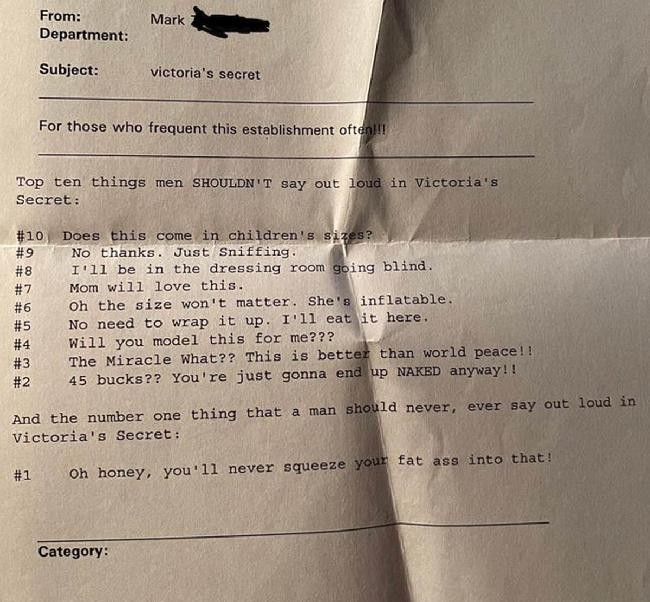 From: Mark
Department:
Subject: victoria's secret
For those who frequent this establishment often!!!
Top ten things men SHOULDN'T say out loud in Victoria's
Secret:
#10 Does this come in children's sizes?
#9 No thanks. Just Sniffing.
#8 I'll be in the dressing room going blind.
#7 Mom will love this.
#6 Oh the size won't matter. She's inflatable.
#5 No need to wrap it up. I'll eat it here.
#4 Will you model this for me???
#3 The Miracle What?? This is better than world peace!!
#2 45 bucks?? You're just gonna end up NAKED anyway!!
And the number one thing that a man should never, ever say out loud in
Victoria's Secret:
#1 Oh honey, you'll never squeeze your fat ass into that!
Category: